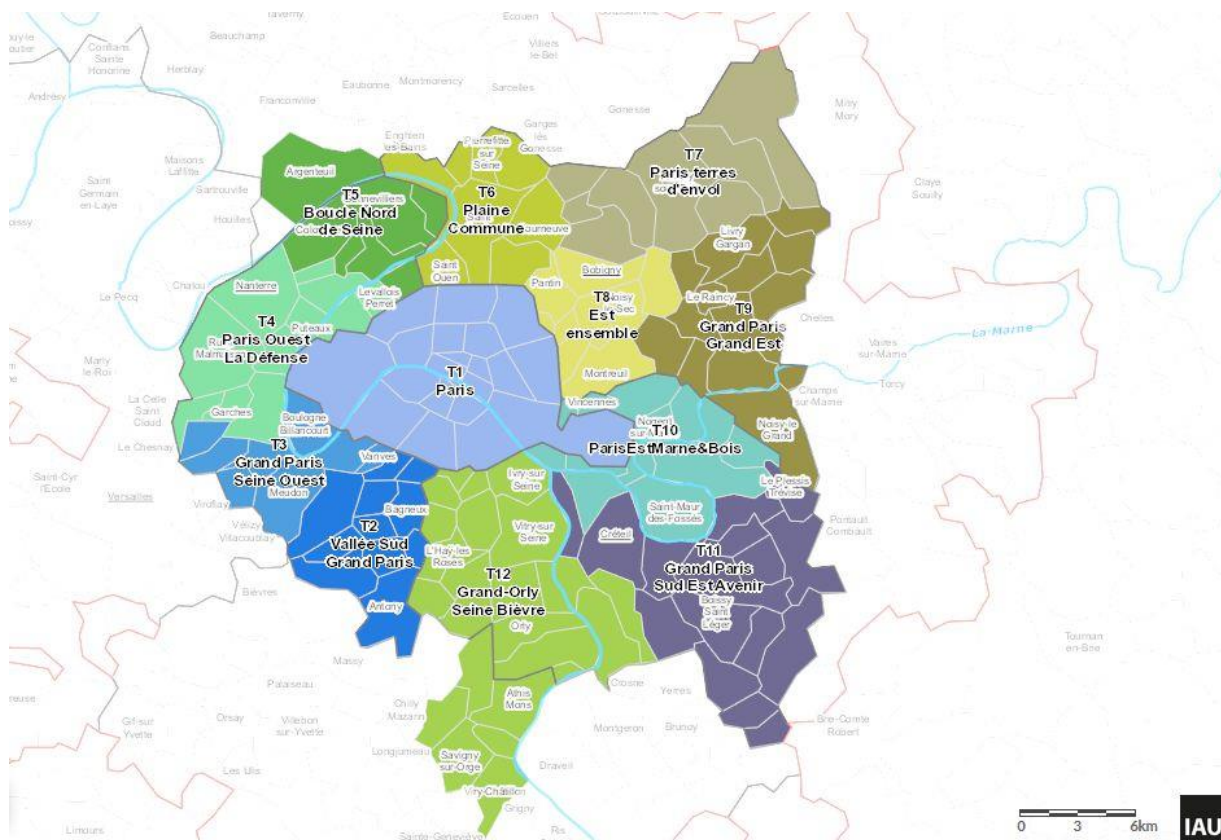 Taverny
Ecouen
Conflans
Sainte
Honorine
Beauchamp
Villiers
le-Bel
Herblay
Andrésy
Eaubonne
Montmorency
Sarcelles
Franconville
Gonesse
Mitry
Mory
Enghien
les-Bains
Pierrefitte
sur
Seine
Garges
lès
Gonesse
Maisons
Laffitte
Saint
Germain
en-Laye
Sartrouville
Houilles
Argenteuil
T5
Boucle Nord
de Seine
T6
Plaine
Commune
T7
Paris terres
d'envol
Claye
Souilly
Livry
Gargan
Saint
Ouen
Pantin
Bobigny
Le Pecq
Chatou
Nanterre
Levallois
Perret
T8
Est
ensemble
Le Raincy
T9
Grand Paris
Grand Est
Chelles
La Marne
Vaires
sur-Marne
Torcy
Champs
sur-Marne
T4
Paris Ouest
La Défense
Puteaux
Marly
le-Roi
T1
Paris
Montreuil
Vincennes
La Celle
Saint
Cloud
Garches
Boulogne
Billancourt
T10
ParisEstMarne&Bois
Noisy-le
Grand
Le Chesnay
T3
Grand Paris
Seine Ouest
Vanves
Ivry-sur
Seine
Le Plessis
Trévise
Saint-Cyr
l'Ecole
Versailles
Viroflay
Meudon
Vélizy
Villacoublay
Bagneux
T2
Vallée Sud
Grand Paris
Vitry-sur
Seine
Saint-Maur
des-Fossés
Créteil
Pontault
Combault
L'Haÿ-les
Roses
T11
Grand Paris
Sud Est Avenir
T12
Grand-Orly
Seine Bièvre
Bièvres
Antony
Orly
Boissy
Saint
Léger
Tournan
en-Brie
Massy
Palaiseau
Crosne
Yerres
Athis
Mons
Chilly
Mazarin
Gif-sur
Yvette
Orsay
Villebon
sur-Yvette
Montgeron
Brunoy
Brie-Comte
Robert
Longjumeau
Savigny
sur-Orge
Draveil
Les Ulis
Viry-Châtillon
Grigny
Limours
Sainte-Geneviève
Ris
0 3 6km
IAU